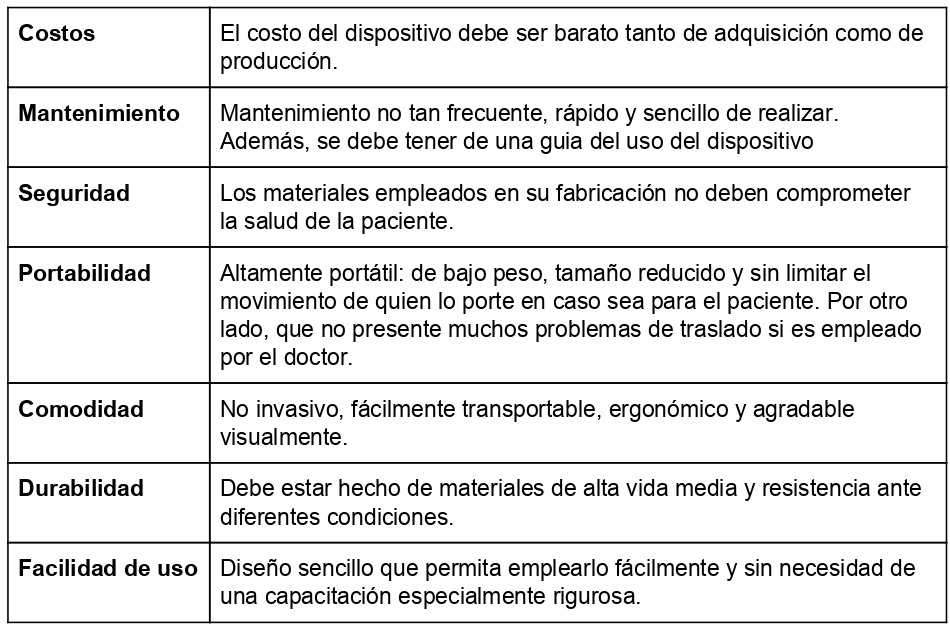 Costos
El costo del dispositivo debe ser barato tanto de adquisición como de
producción.
Mantenimiento
Mantenimiento no tan frecuente, rápido y sencillo de realizar.
Además, se debe tener de una guia del uso del dispositivo
Seguridad
Los materiales empleados en su fabricación no deben comprometer
la salud de la paciente.
Portabilidad
Altamente portátil: de bajo peso, tamaño reducido y sin limitar el
movimiento de quien lo porte en caso sea para el paciente. Por otro
lado, que no presente muchos problemas de traslado si es empleado
por el doctor.
Comodidad
No invasivo, fácilmente transportable, ergonómico y agradable
visualmente.
Durabilidad
Debe estar hecho de materiales de alta vida media y resistencia ante
diferentes condiciones.
Facilidad de uso
Diseño sencillo que permita emplearlo fácilmente y sin necesidad de
una capacitación especialmente rigurosa.